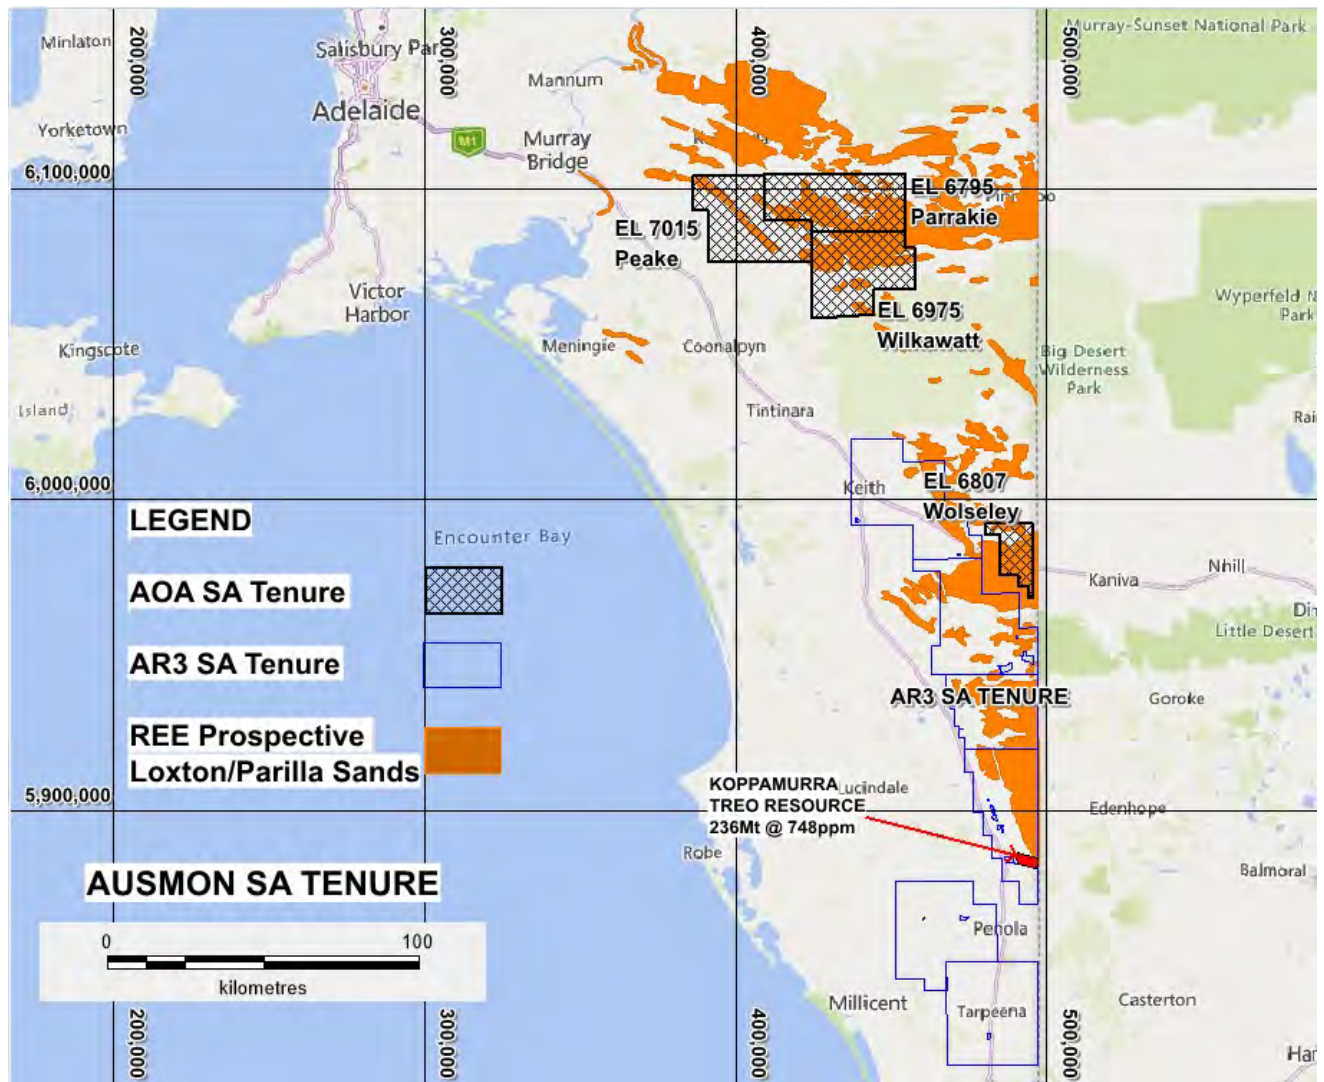 Minlaton
Salisbury Par
Adelaide
Yorketown
M1
Mannum
Murray
Bridge
Murray-Sunset National Park
200,000
300,000
400,000
500,000
6,100,000
EL 6795
Parrakie
EL 7015
Peake
Victor
Harbor
EL 6975
Wilkawatt
Wyperfeld N
Park
Kingscote
Island
Meningie
Coonalpyn
Big Desert
Wilderness
Park
Tintinara
Rai
6,000,000
Keith
EL 6807
Wolseley
LEGEND
Encounter Bay
AOA SA Tenure
Kaniva
Nhill
Din
Little Desert
AR3 SA Tenure
AR3 SA TENURE
Goroke
REE Prospective
Loxton/Parilla Sands
KOPPAMURRA
TREO RESOURCE
236Mt @ 748ppm
Lucindale
5,900,000
Edenhope
Robe
Balmoral
AUSMON SA TENURE
0
100
kilometres
Penola
Millicent
Tarpeena
Casterton
Har
200,000
300,000
400,000
500,000